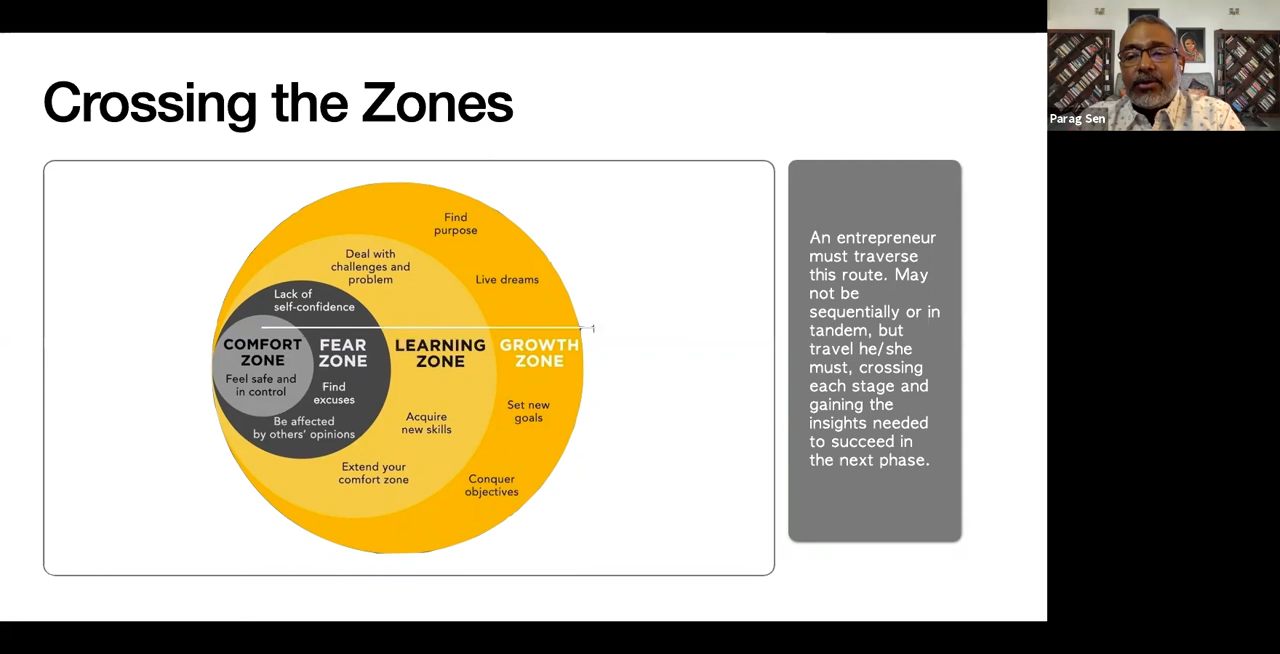 Crossing the Zones
Find
purpose
Deal with
challenges and
problem
Live dreams
Lack of
self-confidence
COMFORT
ZONE
Feel safe and
in control
FEAR
ZONE
Find
excuses
Be affected
by others' opinions
LEARNING
ZONE
Acquire
new skills
Extend your
comfort zone
GROWTH
ZONE
Set new
goals
Conquer
objectives
An entrepreneur
must traverse
this route. May
not be
sequentially or in
tandem, but
travel he/she
must, crossing
each stage and
gaining the
insights needed
to succeed in
the next phase.
Parag Sen